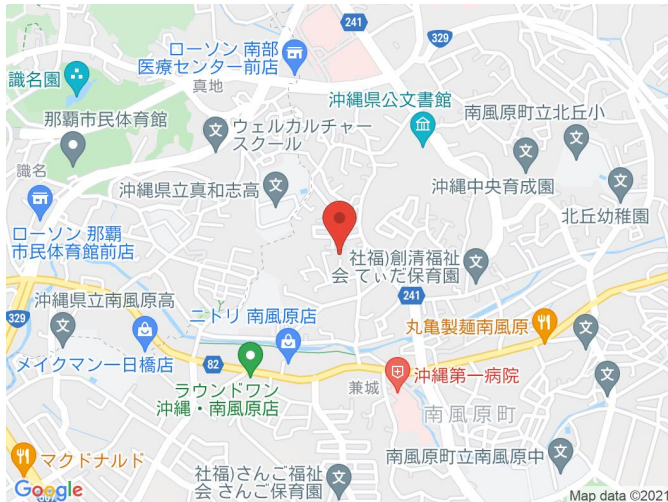 241
329
ローソン 南部
医療センター前店
識名園
真地
沖縄県公文書館
南風原町立北丘小
那覇市民体育館
ウェルカルチャー
スクール
識名
沖縄県立真和志高
沖縄中央育成園
北丘幼稚園
ローソン 那覇
市民体育館前店
社福)創清福祉
会 てぃだ保育園
241
329
沖縄県立南風原高
ニトリ 南風原店
丸亀製麺南風原
メイクマン一日橋店
82
沖縄第一病院
ラウンドワン
沖縄・南風原店
兼城
南風原町
マクドナルド
南風原町立南風原中
社福)さんご福祉
会 さんご保育園
Google
Map data ©2021